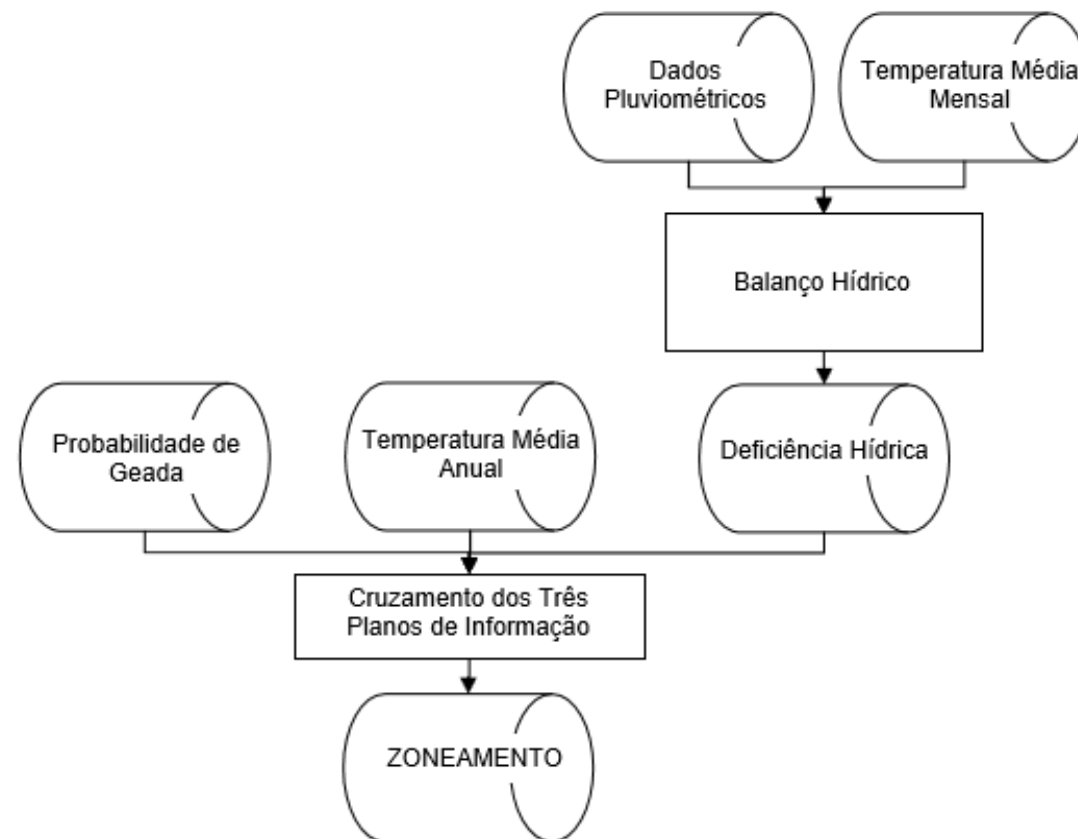 Dados
Pluviométricos
Temperatura Média
Mensal
Balanço Hídrico
Probabilidade de
Geada
Temperatura Média
Anual
Deficiência Hídrica
Cruzamento dos Três
Planos de Informação
ZONEAMENTO